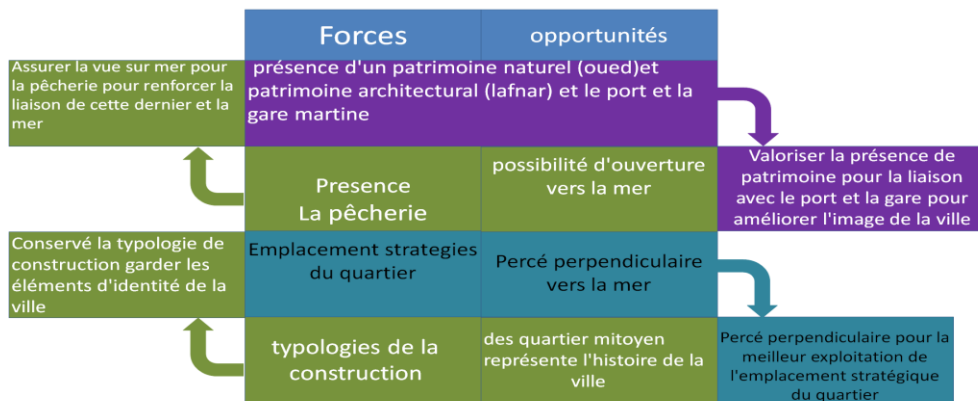 Forces
opportunités
Assurer la vue sur mer pour
la pêcherie pour renforcer la
liaison de cette dernier et la
mer
présence d'un patrimoine naturel (oued)et
patrimoine architectural (lafnar) et le port et la
gare martine
Presence
La pêcherie
possibilité d'ouverture
vers la mer
Valoriser la présence de
patrimoine pour la liaison
avec le port et la gare pour
améliorer l'image de la ville
Conservé la typologie de
construction garder les
éléments d'identité de la
ville
Emplacement strategies
du quartier
Percé perpendiculaire
vers la mer
typologies de la
construction
des quartier mitoyen
représente l'histoire de la
ville
Percé perpendiculaire pour la
meilleur exploitation de
l'emplacement stratégique
du quartier